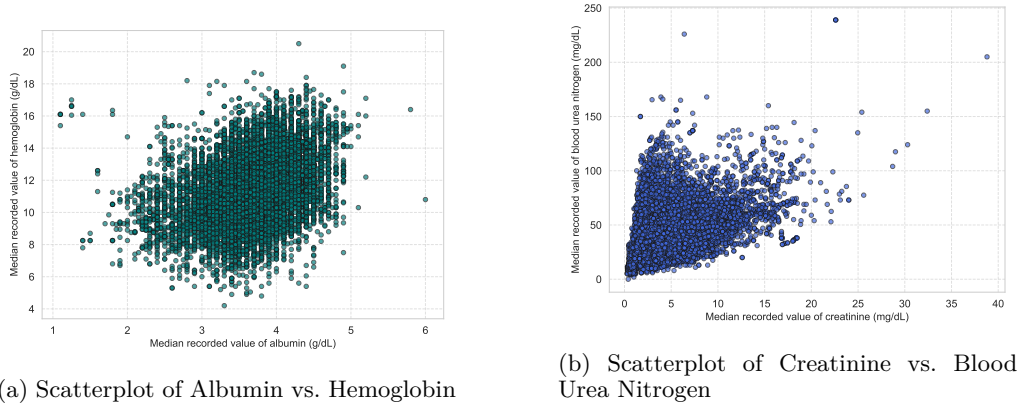 Median recorded value of hemoglobin (g/dL)
20
18
16
14
12
10
8
6
4
1 2 3 4 5 6
Median recorded value of albumin (g/dL)
(a) Scatterplot of Albumin vs. Hemoglobin
Median recorded value of blood urea nitrogen (mg/dL)
250
200
150
100
50
0
0 5 10 15 20 25 30 35 40
Median recorded value of creatinine (mg/dL)
(b) Scatterplot of Creatinine vs. Blood
Urea Nitrogen